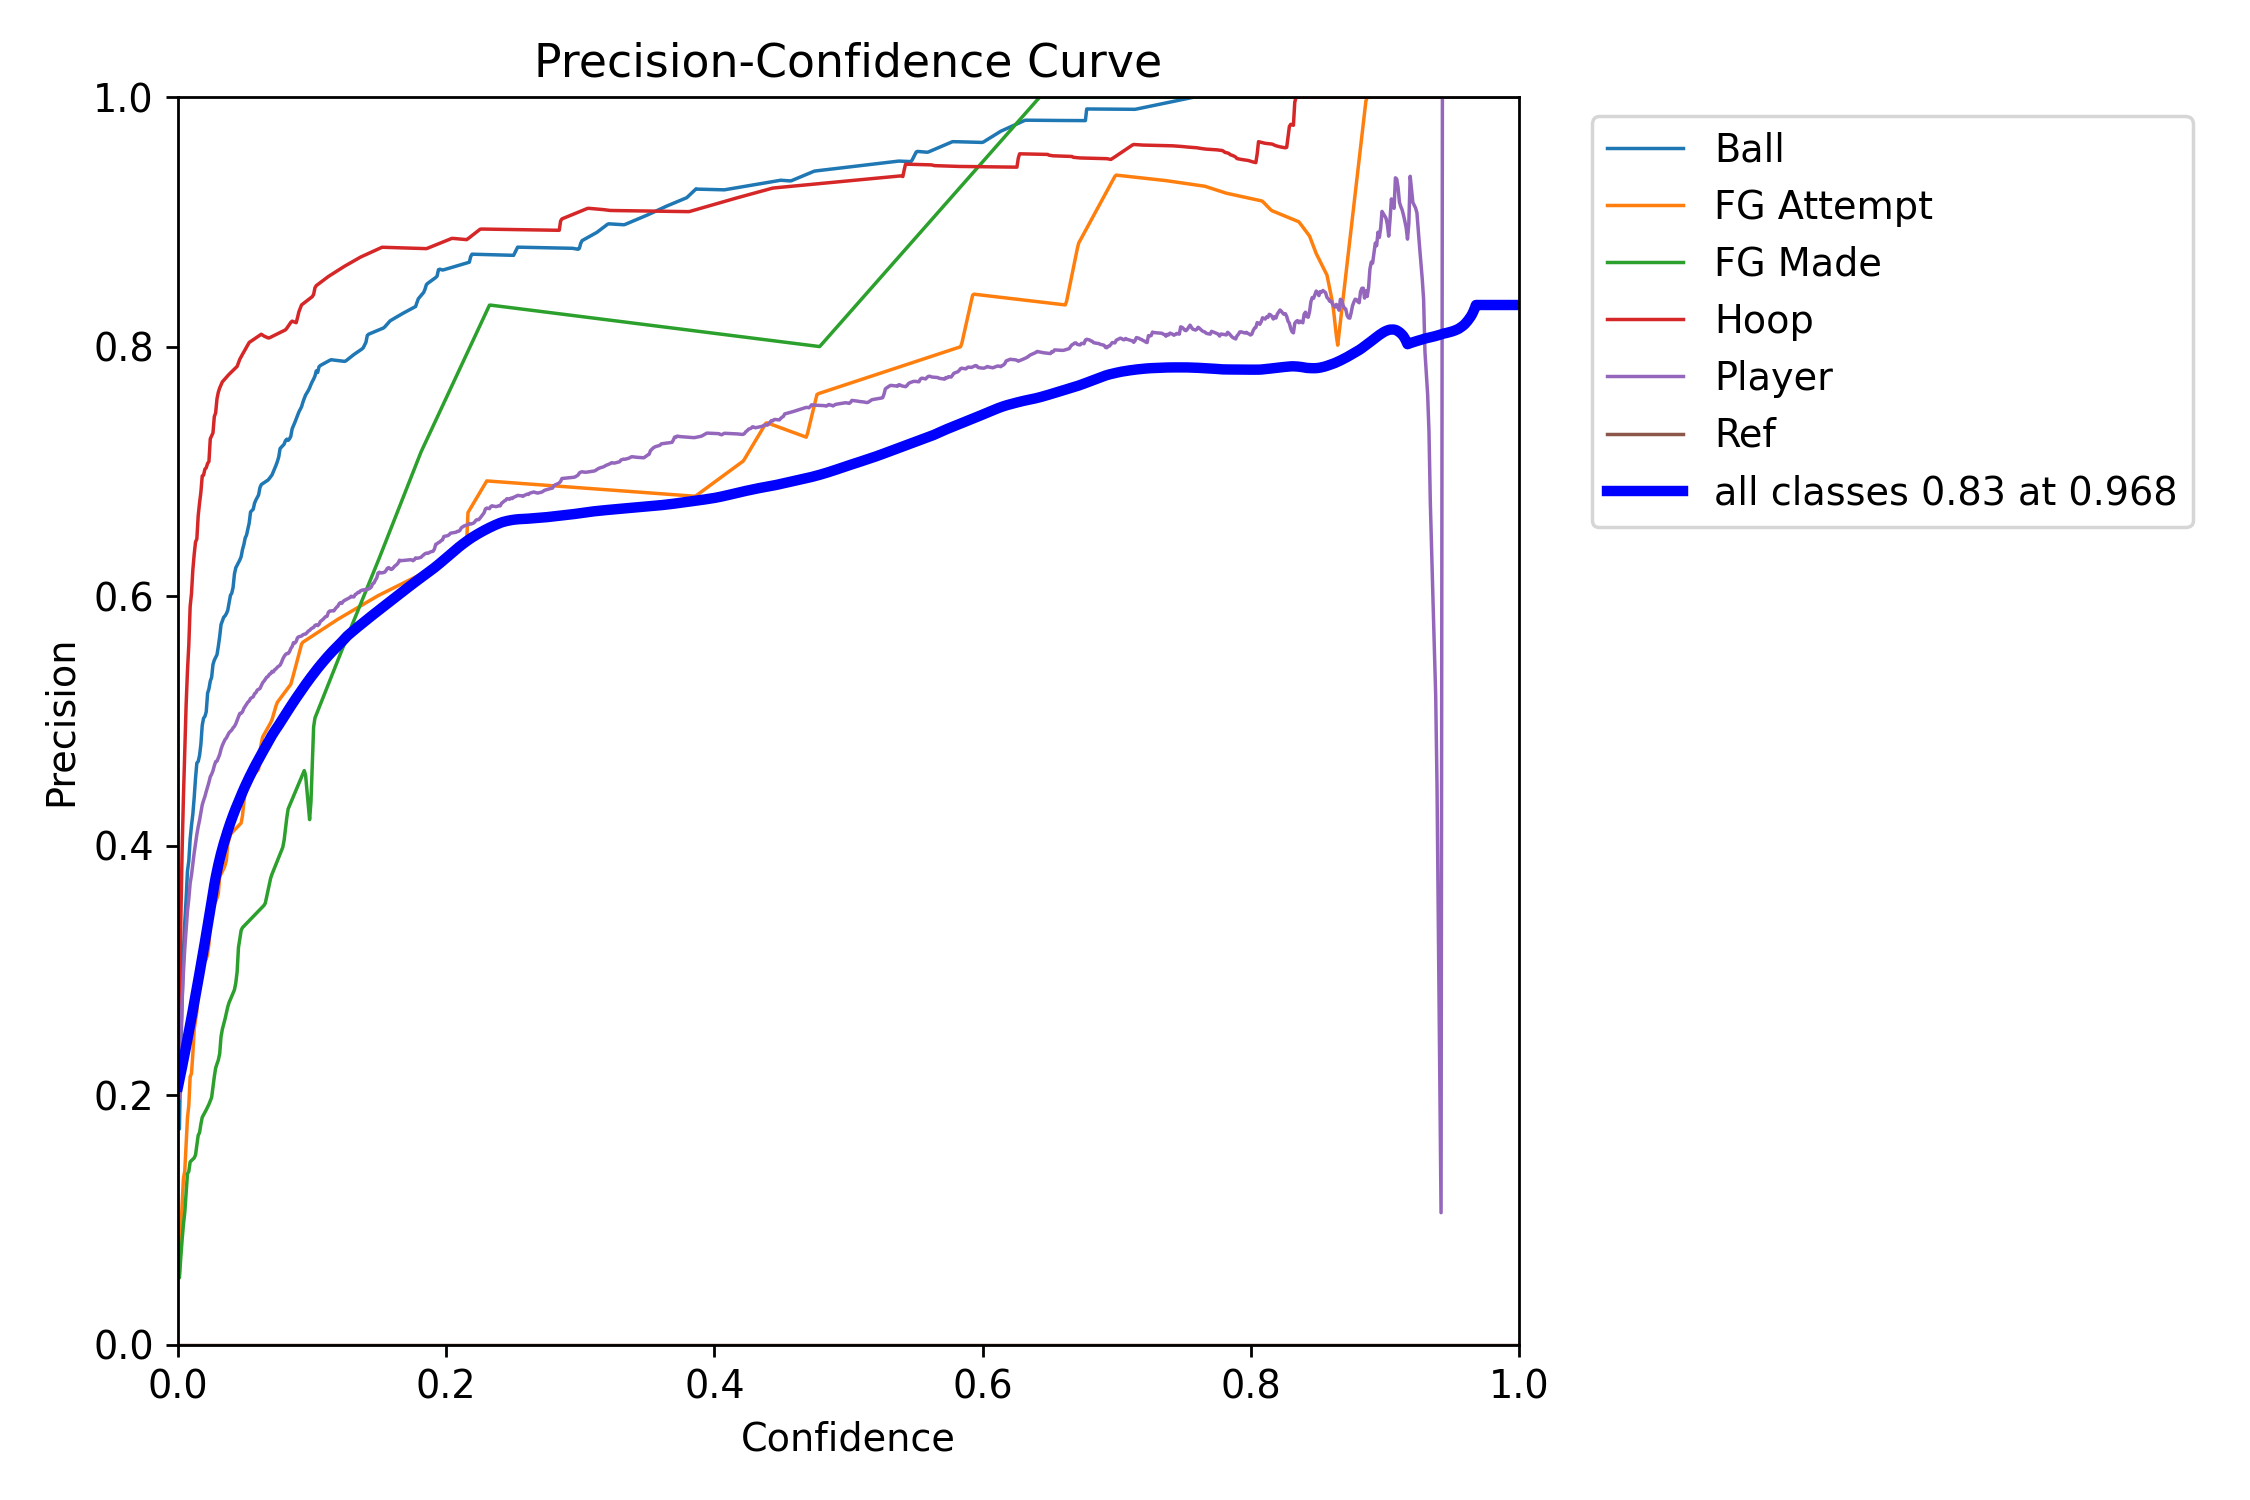 Precision-Confidence Curve
1.0
0.8
0.6
0.4
0.2
0.0
Precision
0.0 0.2 0.4 0.6 0.8 1.0
Confidence
Ball
FG Attempt
FG Made
Hoop
Player
Ref
all classes 0.83 at 0.968